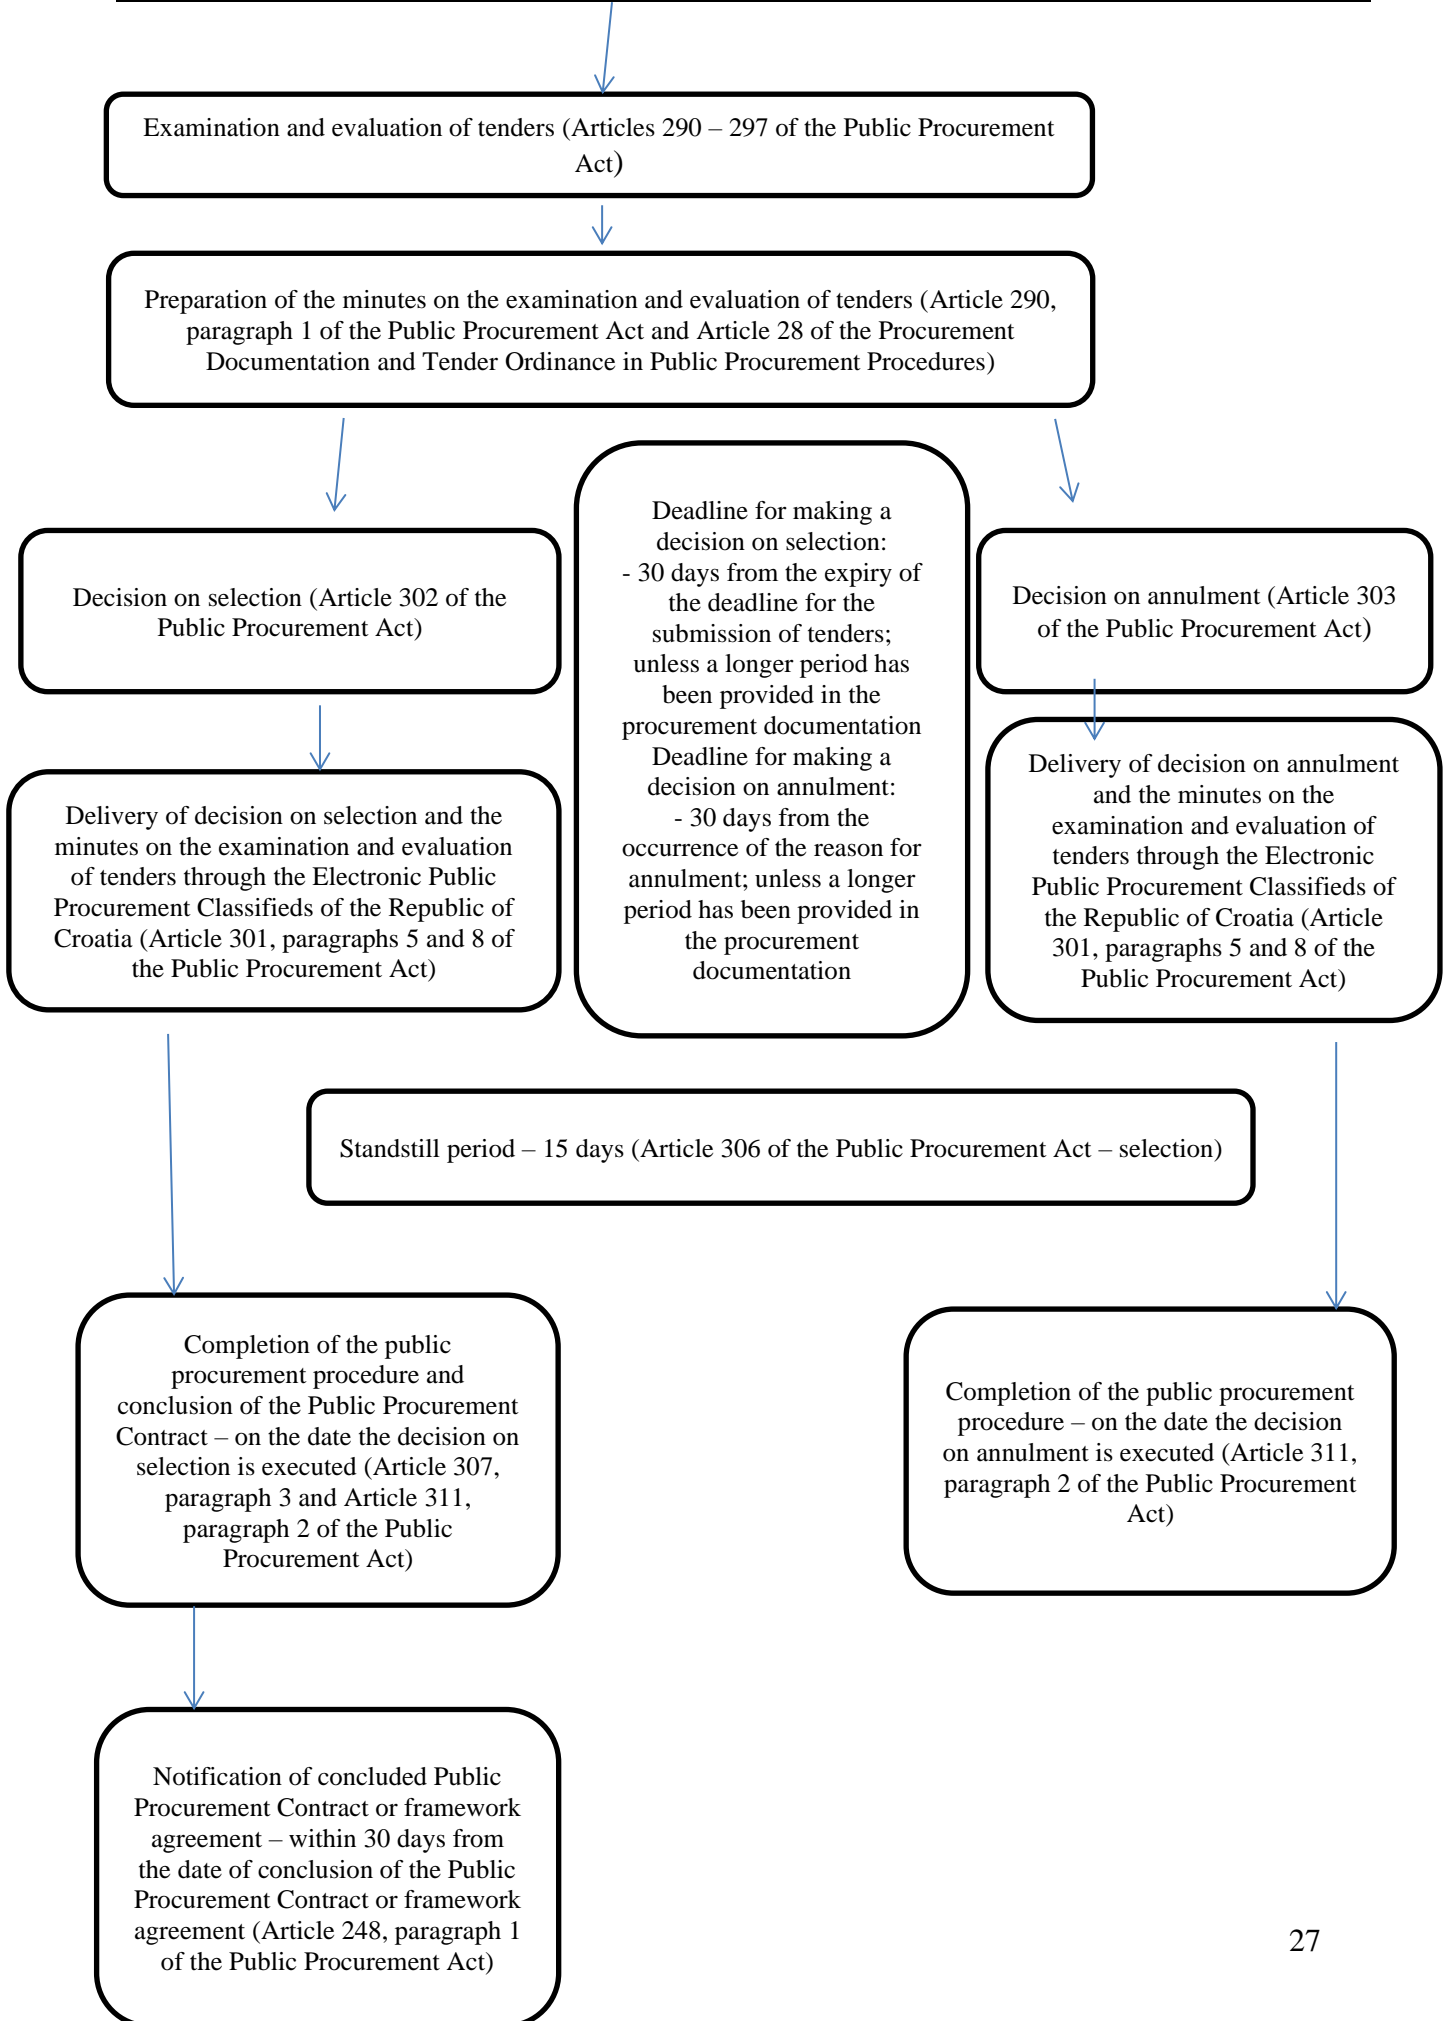 Examination and evaluation of tenders (Articles 290 – 297 of the Public Procurement
Act)
Preparation of the minutes on the examination and evaluation of tenders (Article 290,
paragraph 1 of the Public Procurement Act and Article 28 of the Procurement
Documentation and Tender Ordinance in Public Procurement Procedures)
Decision on selection (Article 302 of the
Public Procurement Act)
Deadline for making a
decision on selection:
- 30 days from the expiry of
the deadline for the
submission of tenders;
unless a longer period has
been provided in the
procurement documentation
Deadline for making a
decision on annulment:
- 30 days from the
occurrence of the reason for
annulment; unless a longer
period has been provided in
the procurement
documentation
Decision on annulment (Article 303
of the Public Procurement Act)
Delivery of decision on selection and the
minutes on the examination and evaluation
of tenders through the Electronic Public
Procurement Classifieds of the Republic of
Croatia (Article 301, paragraphs 5 and 8 of
the Public Procurement Act)
Delivery of decision on annulment
and the minutes on the
examination and evaluation of
tenders through the Electronic
Public Procurement Classifieds of
the Republic of Croatia (Article
301, paragraphs 5 and 8 of the
Public Procurement Act)
Standstill period – 15 days (Article 306 of the Public Procurement Act – selection)
Completion of the public
procurement procedure and
conclusion of the Public Procurement
Contract – on the date the decision on
selection is executed (Article 307,
paragraph 3 and Article 311,
paragraph 2 of the Public
Procurement Act)
Completion of the public procurement
procedure – on the date the decision
on annulment is executed (Article 311,
paragraph 2 of the Public Procurement
Act)
Notification of concluded Public
Procurement Contract or framework
agreement – within 30 days from
the date of conclusion of the Public
Procurement Contract or framework
agreement (Article 248, paragraph 1
of the Public Procurement Act)
27